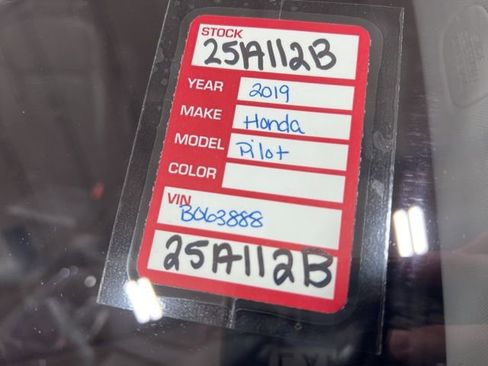 STOCK
25A112B
YEAR 2019
MAKE Honda
MODEL Pilot
COLOR
VIN
B063888
25A112B